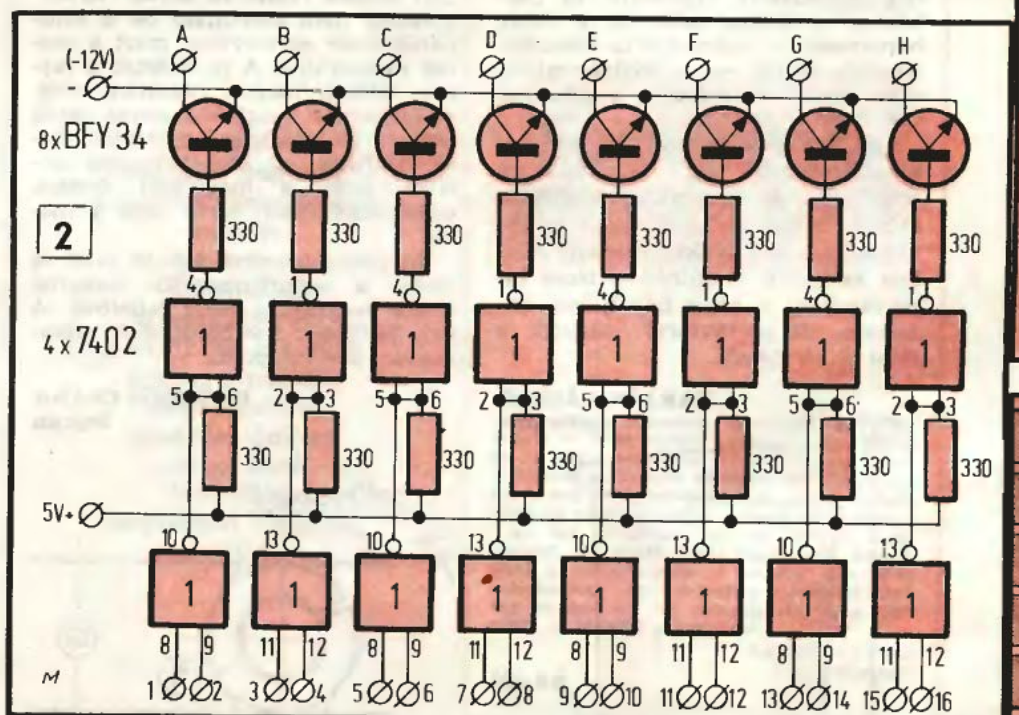 A B C D E F G H
(-12V)
-
8xBFY 34
2
330 330 330 330 330 330 330 330
4 4 4 1 4 1 4 1
4 x 7402
1 1 1 1 1 1 1 1
5 6 2 3 5 6 2 3 5 6 2 3 5 6 2 3
330 330 330 330 330 330 330 330
5V+
10 13 10 13 10 13 10 13
1 1 1 1 1 1 1 1
8 9 11 12 8 9 11 12 8 9 11 12 8 9 11 12
1 2 3 4 5 6 7 8 9 10 11 12 13 14 15 16
M